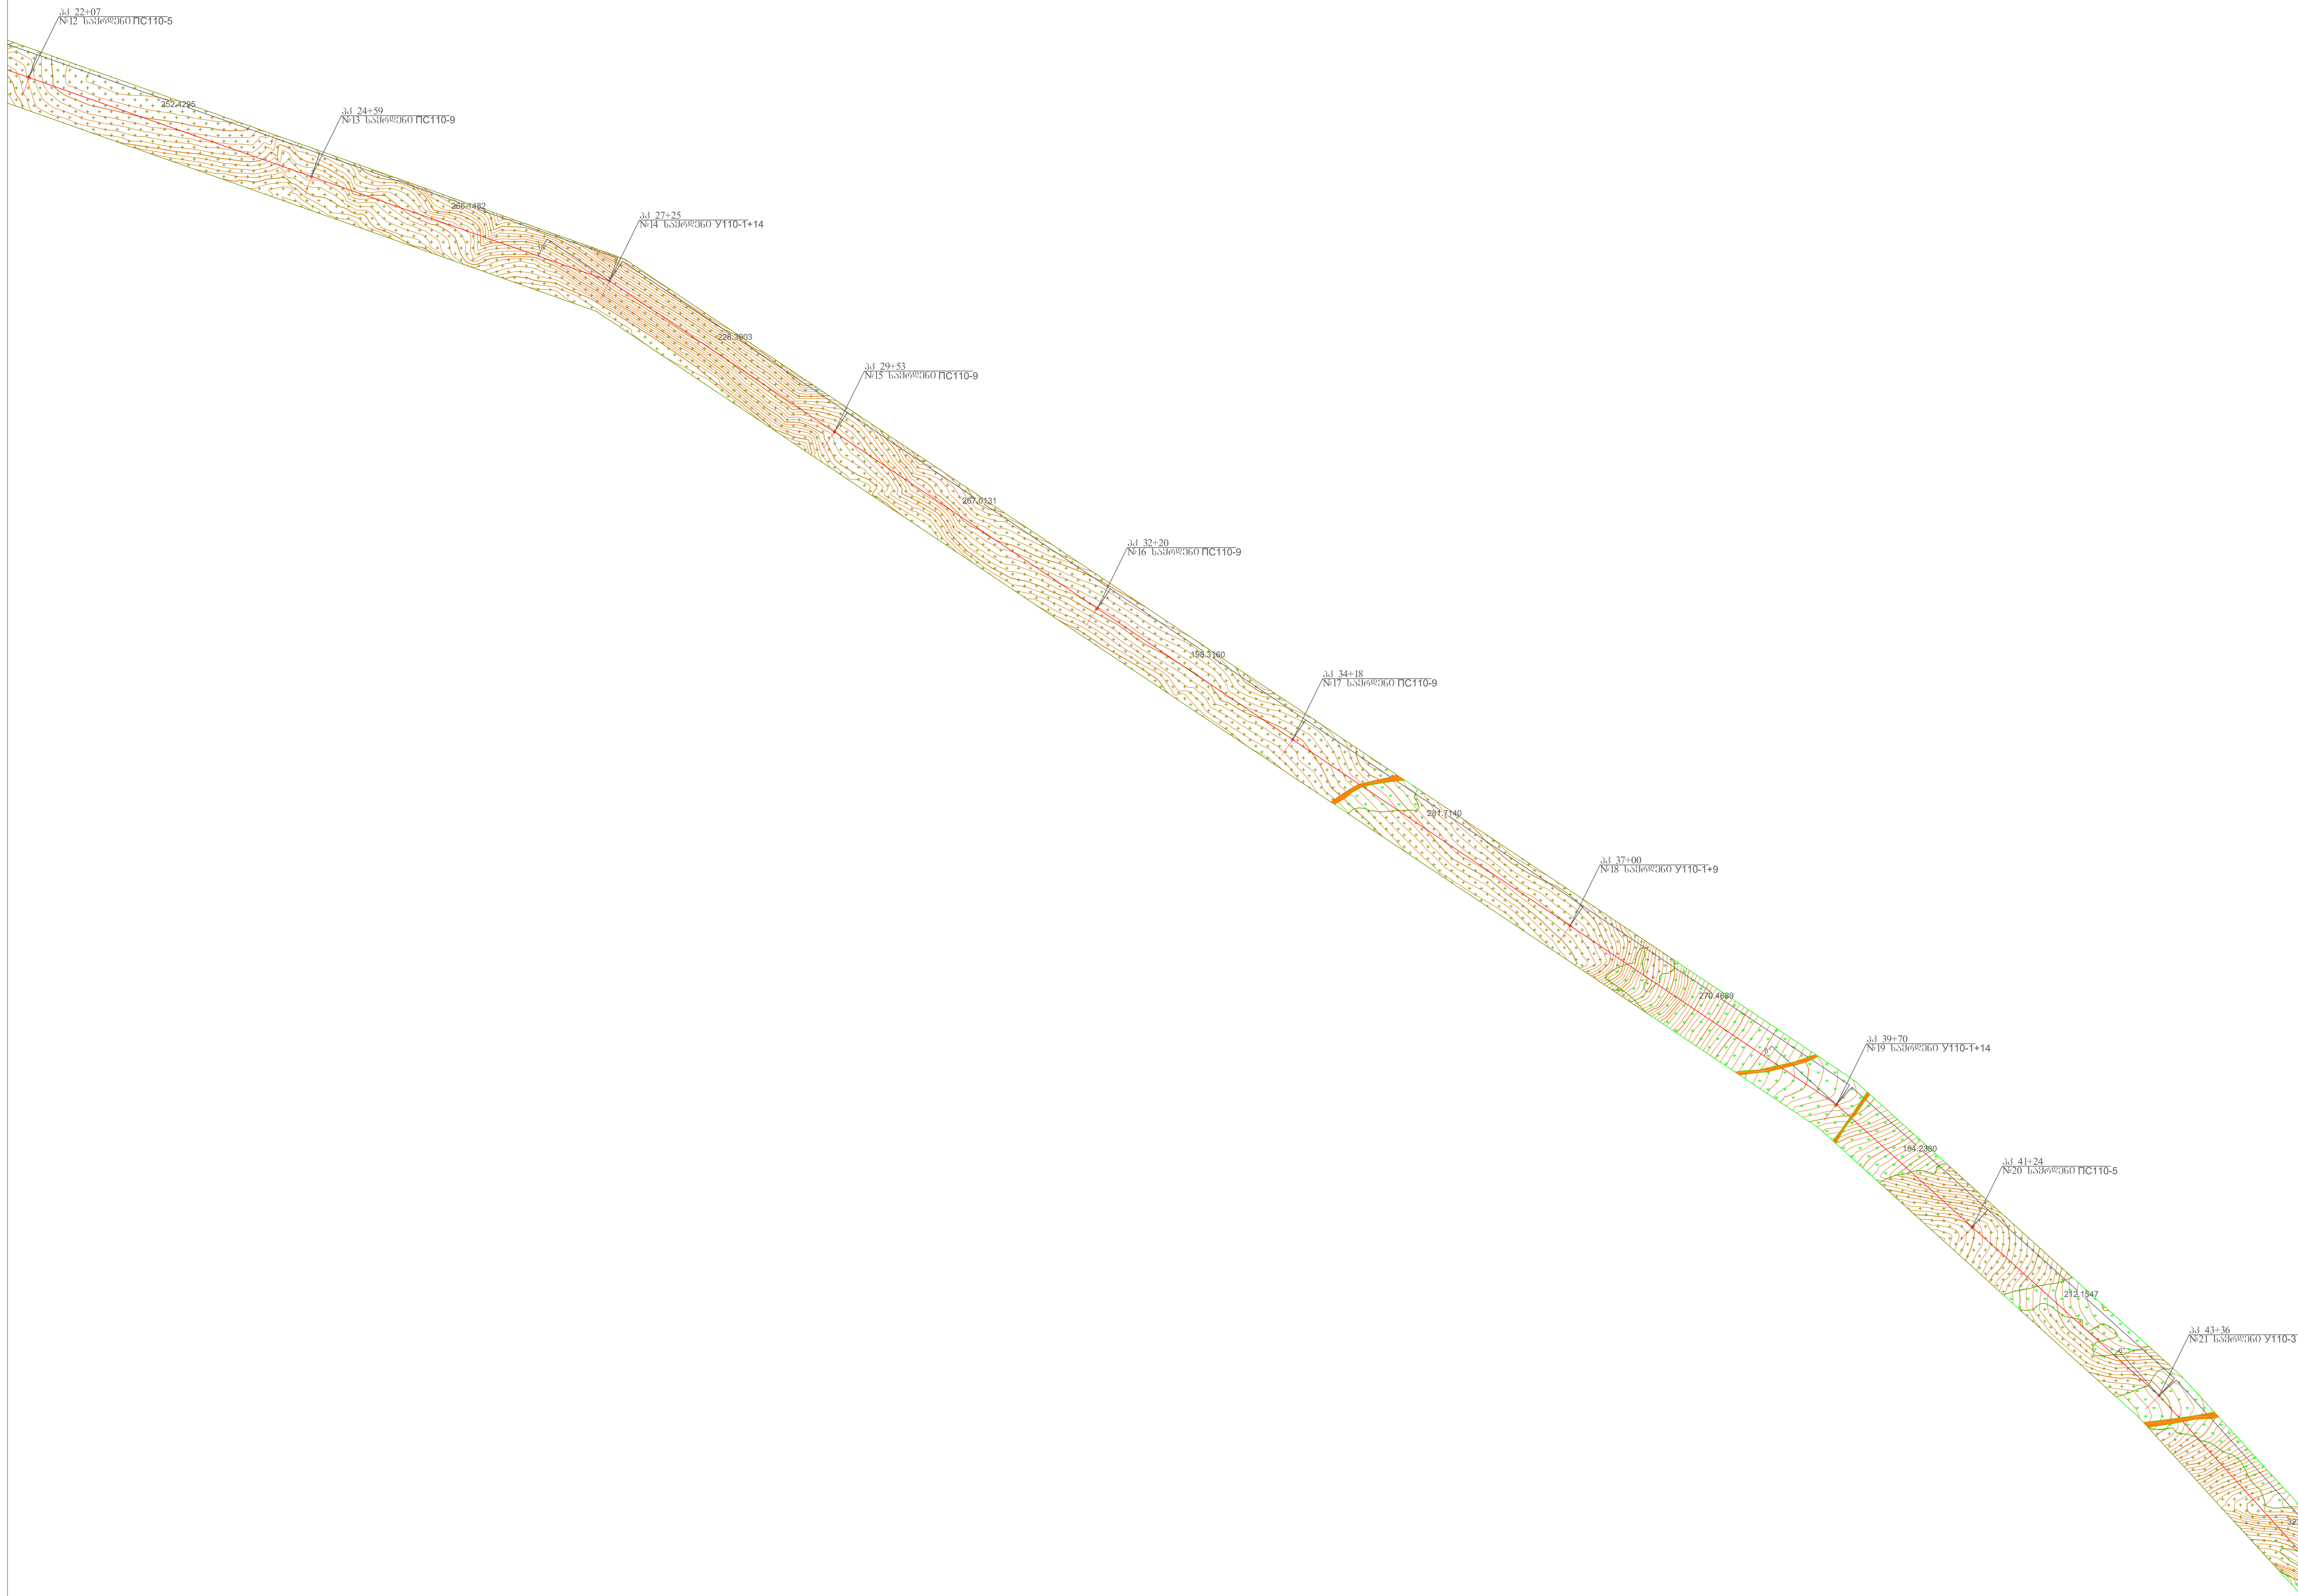 პკ 22+07
№12 საყრდენი ПС110-5
252.4295
პკ 24+59
№13 საყრდენი ПС110-9
266.1482
პკ 27+25
№14 საყრდენი У110-1+14
228.3903
პკ 29+53
№15 საყრდენი ПС110-9
267.0131
პკ 32+20
№16 საყრდენი ПС110-9
198.3160
პკ 34+18
№17 საყრდენი ПС110-9
281.7140
პკ 37+00
№18 საყრდენი У110-1+9
270.4689
პკ 39+70
№19 საყრდენი У110-1+14
პკ 41+24
№20 საყრდენი ПС110-5
212.1547
პკ 43+36
№21 საყრდენი У110-3